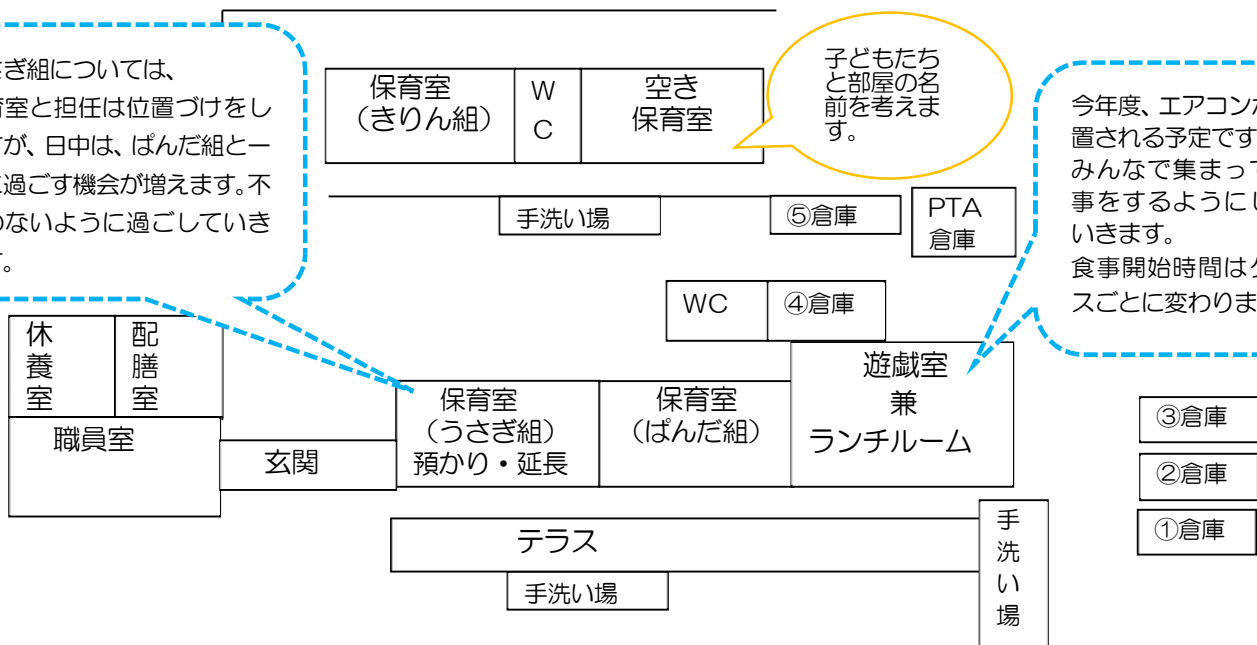 さぎ組については、
育室と担任は位置づけをし
すが、日中は、ぱんだ組と一
に過ごす機会が増えます。不
のないように過ごしていき
す。
保育室
(きりん組)
W
C
空き
保育室
子どもたち
と部屋の名
前を考えま
す。
今年度、エアコンが
置される予定です
みんなで集まって
事をするように
いきます。
食事開始時間は
スごとに変わりま
手洗い場
⑤倉庫
PTA
倉庫
WC
④倉庫
休
養
室
配
膳
室
職員室
玄関
保育室
(うさぎ組)
預かり・延長
保育室
(ぱんだ組)
遊戯室
兼
ランチルーム
③倉庫
②倉庫
①倉庫
テラス
手洗い場
手
洗
い
場